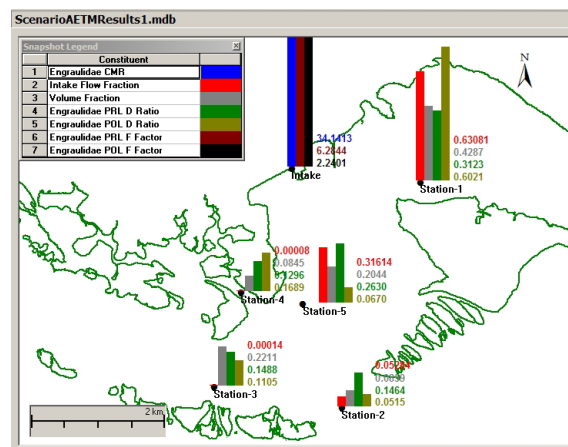 ScenarioAETMResults1.mdb
Snapshot Legend
Constituent
1 Engraulidae CMR
2 Intake Flow Fraction
3 Volume Fraction
4 Engraulidae PRL D Ratio
5 Engraulidae POL D Ratio
6 Engraulidae PRL F Factor
7 Engraulidae POL F Factor
N
34.1413
6.2844
2.2401
Intake
0.63081
0.4287
0.3123
0.6021
Station-1
0.00008
0.0845
0.1296
0.1689
Station-4
0.31614
0.2044
0.2630
0.0670
Station-5
0.00014
0.2211
0.1488
0.1105
Station-3
0.1464
0.0515
Station-2
2 km